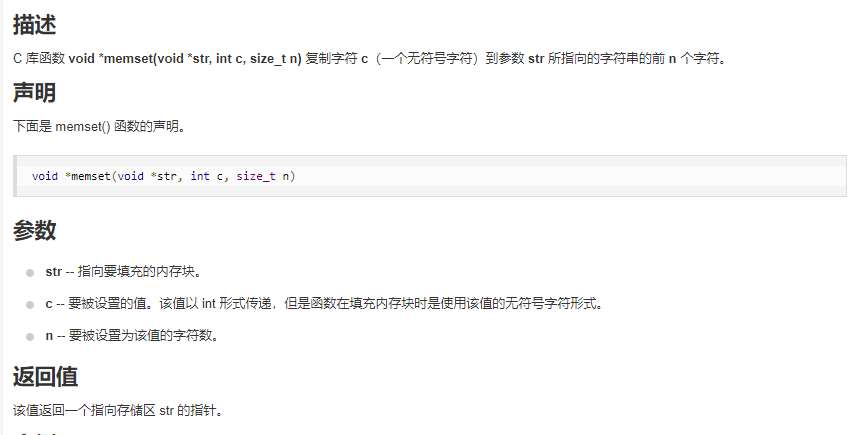 描述
C 库函数 void *memset(void *str, int c, size_t n) 复制字符 c（一个无符号字符）到参数 str 所指向的字符串的前 n 个字符。
声明
下面是 memset() 函数的声明。
void *memset(void *str, int c, size_t n)
参数
str -- 指向要填充的内存块。
c -- 要被设置的值。该值以 int 形式传递，但是函数在填充内存块时是使用该值的无符号字符形式。
n -- 要被设置为该值的字符数。
返回值
该值返回一个指向存储区 str 的指针。